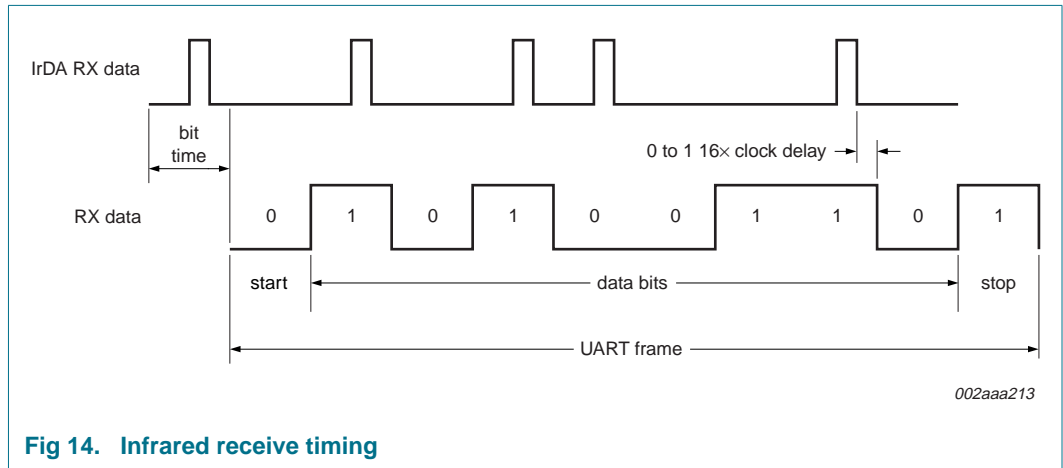 IrDA RX data
bit
time
0 to 1 16× clock delay
RX data
0 1 0 1 0 0 1 1 0 1
start data bits stop
UART frame
002aaa213
Fig 14. Infrared receive timing